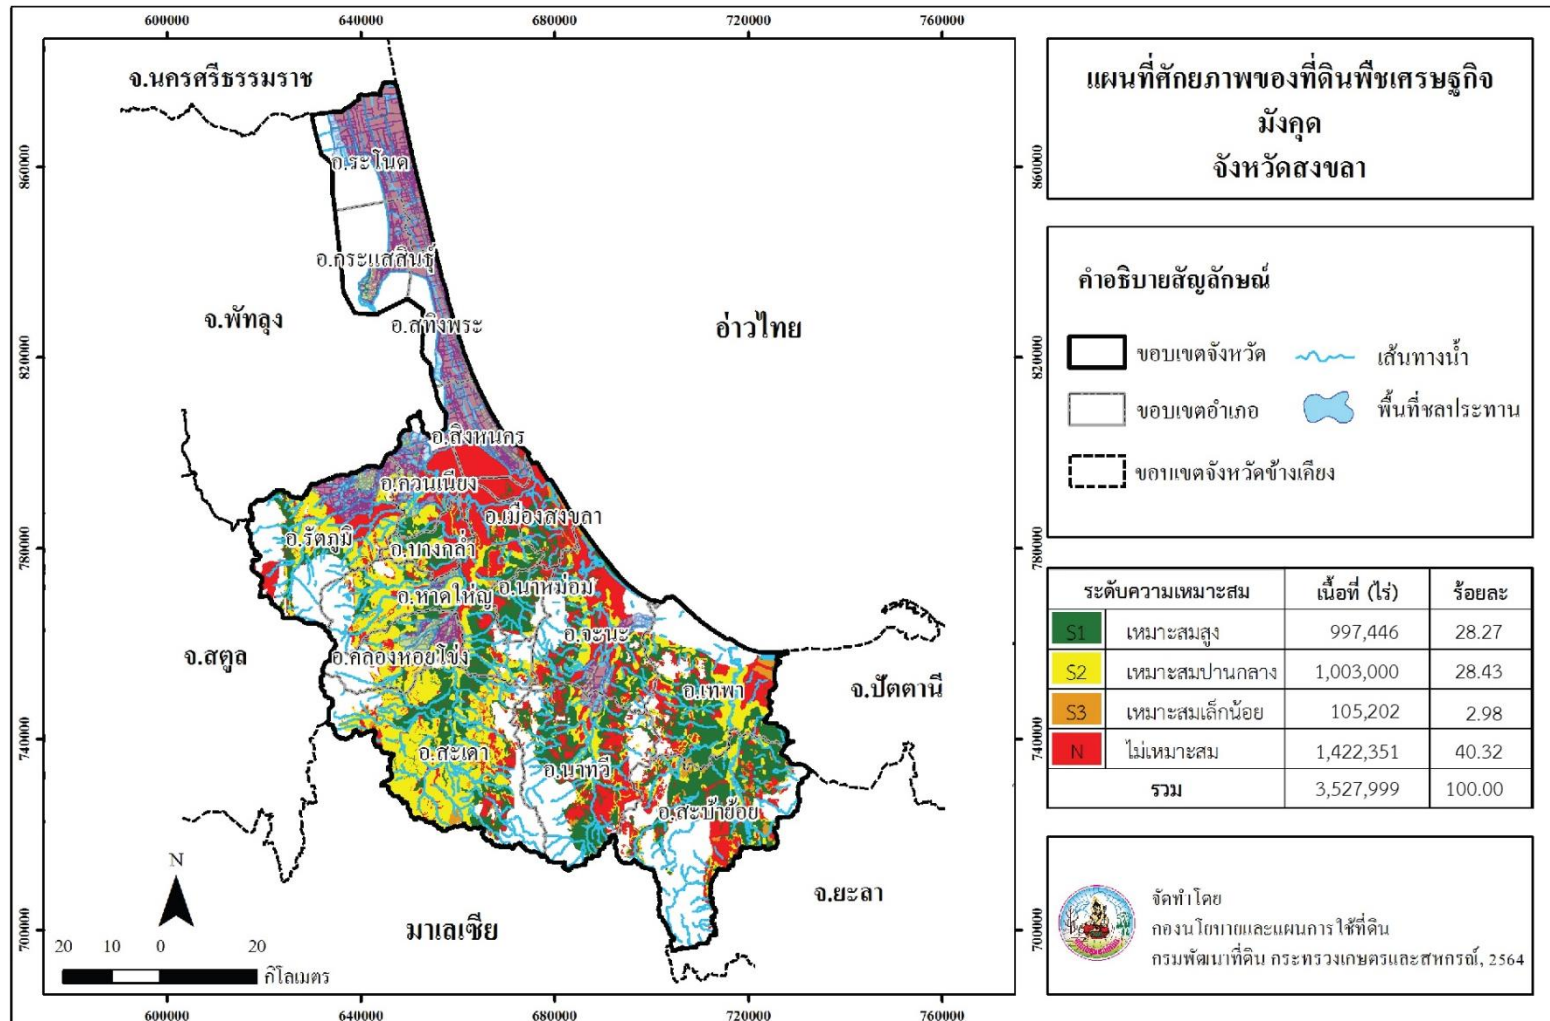 600000 640000 680000 720000 760000
แผนที่ศักยภาพของที่ดินพืชเศรษฐกิจ
มังคุด
จังหวัดสงขลา
จ.นครศรีธรรมราช
860000 860000
อ.ระโนด
อ.กระแสสินธุ์
จ.พัทลุง
อ.สทิงพระ
อ่าวไทย
820000 820000
อ.สิงหนคร
อ.ควนเนียง
อ.เมืองสงขลา
อ.รัตภูมิ
อ.บางกล่ำ
780000 780000
อ.นาหม่อม
อ.หาดใหญ่
อ.จะนะ
จ.สตูล
อ.คลองหอยโข่ง
อ.เทพา
จ.ปัตตานี
740000 740000
อ.สะเดา
อ.นาทวี
อ.สะบ้าย้อย
จ.ยะลา
มาเลเซีย
700000 700000
N
20 10 0 20
กิโลเมตร
600000 640000 680000 720000 760000
คำอธิบายสัญลักษณ์
ขอบเขตจังหวัด
เส้นทางน้ำ
ขอบเขตอำเภอ
พื้นที่ชลประทาน
ขอบเขตจังหวัดข้างเคียง
ระดับความเหมาะสม เนื้อที่ (ไร่) ร้อยละ
S1 เหมาะสมสูง 997,446 28.27
S2 เหมาะสมปานกลาง 1,003,000 28.43
S3 เหมาะสมเล็กน้อย 105,202 2.98
N ไม่เหมาะสม 1,422,351 40.32
รวม 3,527,999 100.00
จัดทำโดย
กองนโยบายและแผนการใช้ที่ดิน
กรมพัฒนาที่ดิน กระทรวงเกษตรและสหกรณ์, 2564